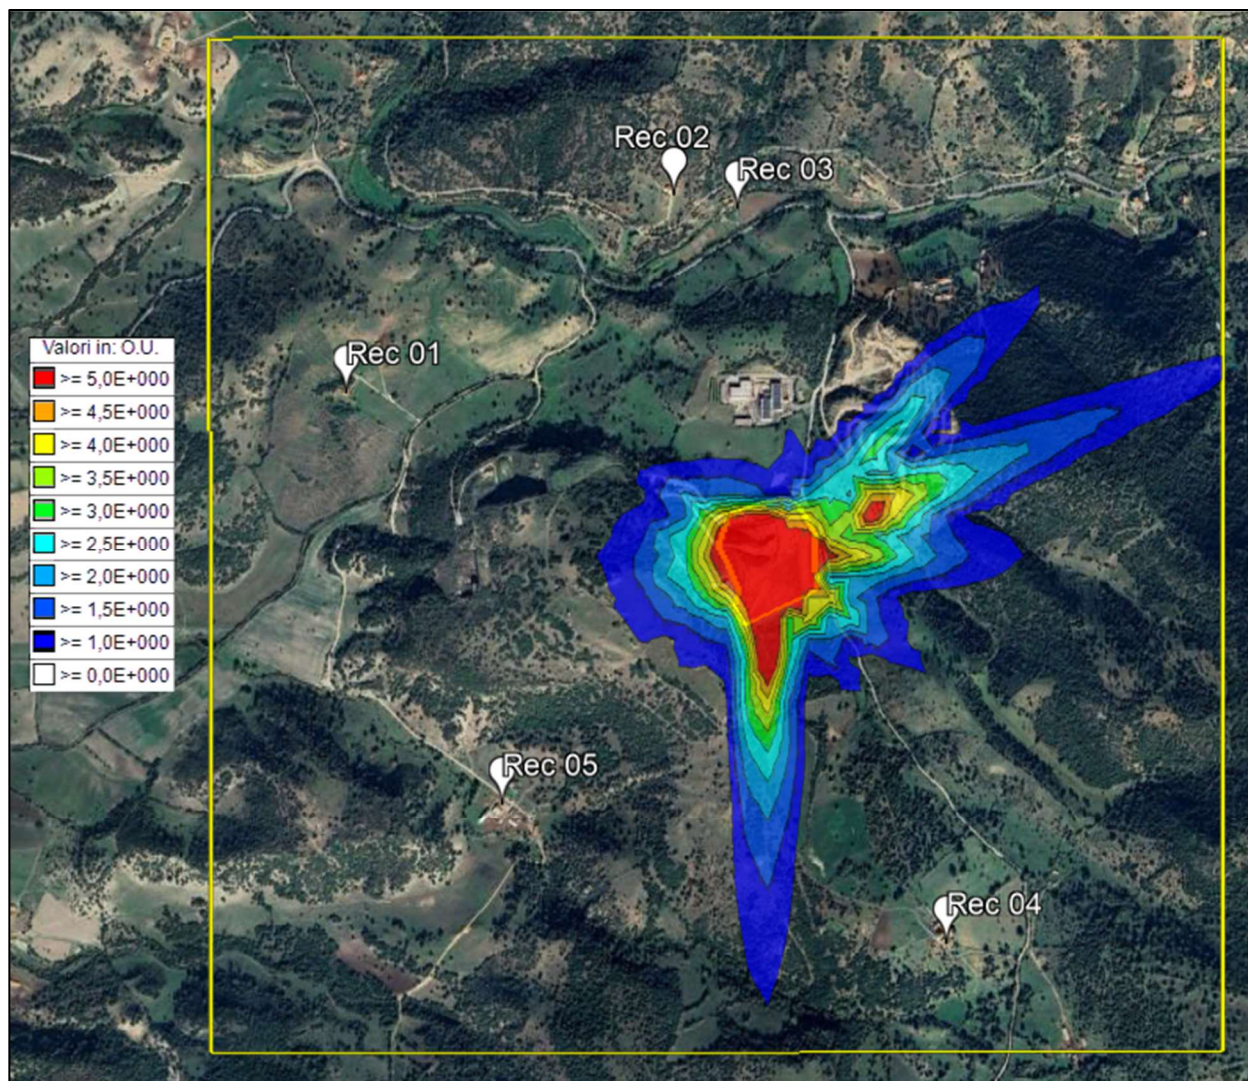 Rec 02
Rec 03
Rec 01
Valori in: O.U.
>= 5,0E+000
>= 4,5E+000
>= 4,0E+000
>= 3,5E+000
>= 3,0E+000
>= 2,5E+000
>= 2,0E+000
>= 1,5E+000
>= 1,0E+000
>= 0,0E+000
Rec 05
Rec 04